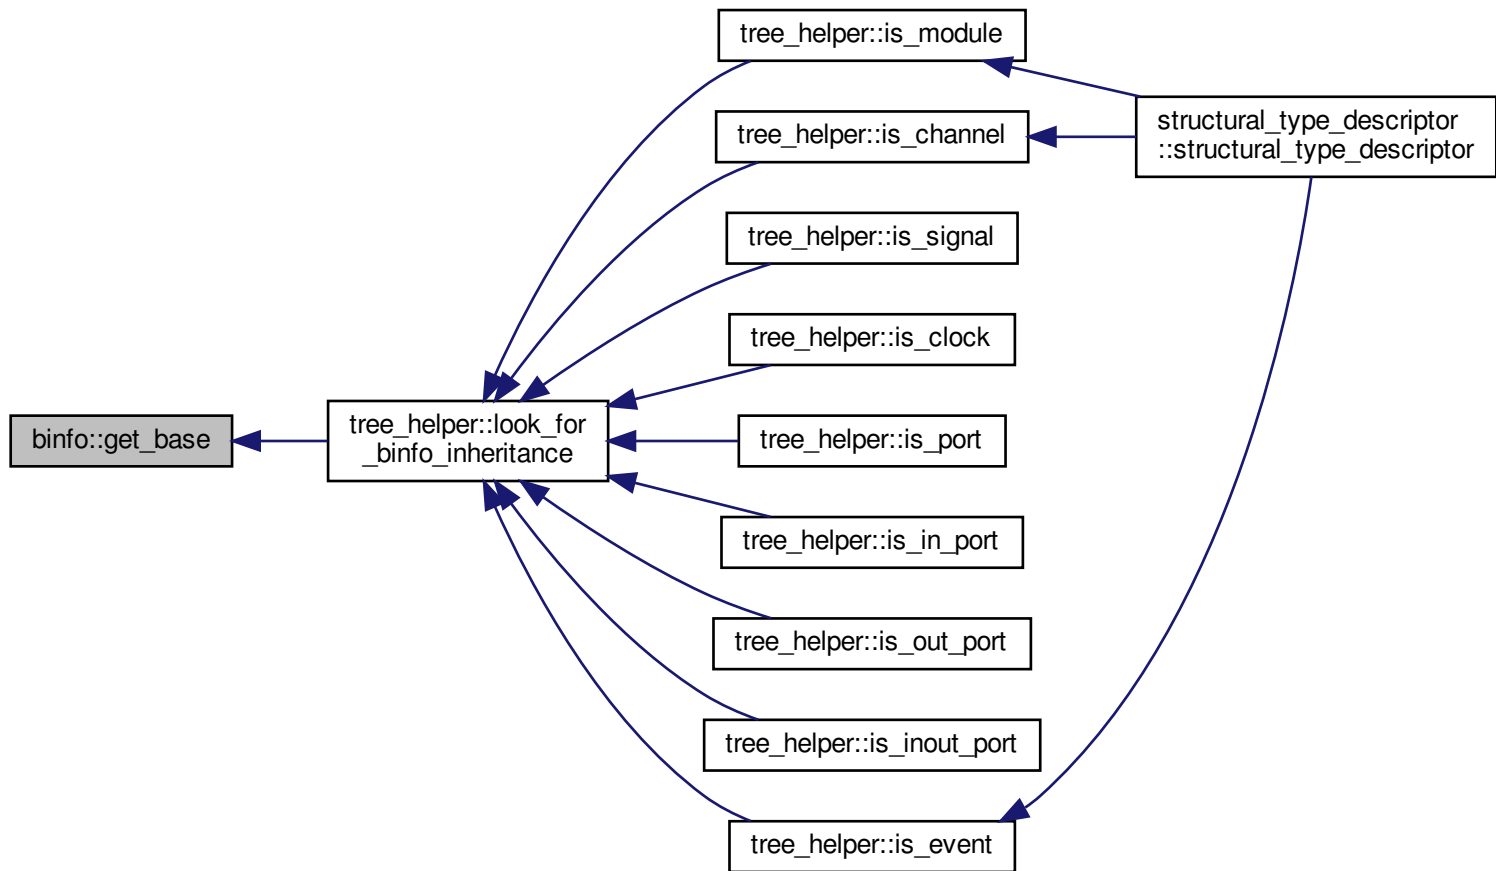 tree_helper::is_module
structural_type_descriptor
::structural_type_descriptor
tree_helper::is_channel
tree_helper::is_signal
tree_helper::is_clock
binfo::get_base
tree_helper::look_for
_binfo_inheritance
tree_helper::is_port
tree_helper::is_in_port
tree_helper::is_out_port
tree_helper::is_inout_port
tree_helper::is_event